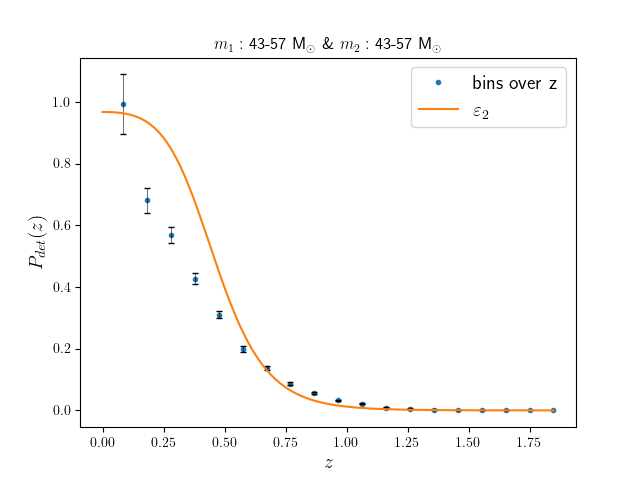 m₁ : 43-57 M⊙ & m₂ : 43-57 M⊙
bins over z
ε₂
P_det(z)
1.0
0.8
0.6
0.4
0.2
0.0
0.00 0.25 0.50 0.75 1.00 1.25 1.50 1.75
z